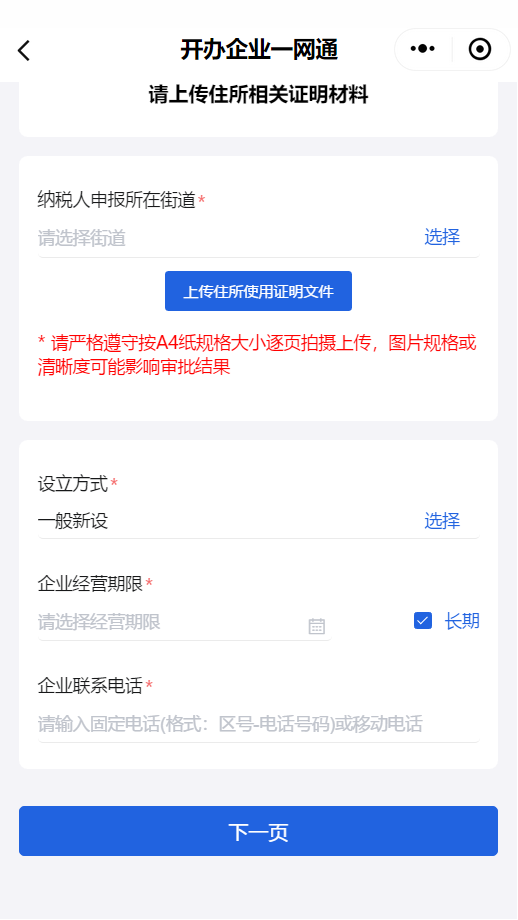 开办企业一网通
请上传住所相关证明材料
纳税人申报所在街道*
请选择街道 选择
上传住所使用证明文件
* 请严格遵守按A4纸规格大小逐页拍摄上传，图片规格或
清晰度可能影响审批结果
设立方式*
一般新设 选择
企业经营期限*
请选择经营期限 长期
企业联系电话*
请输入固定电话(格式：区号-电话号码)或移动电话
下一页